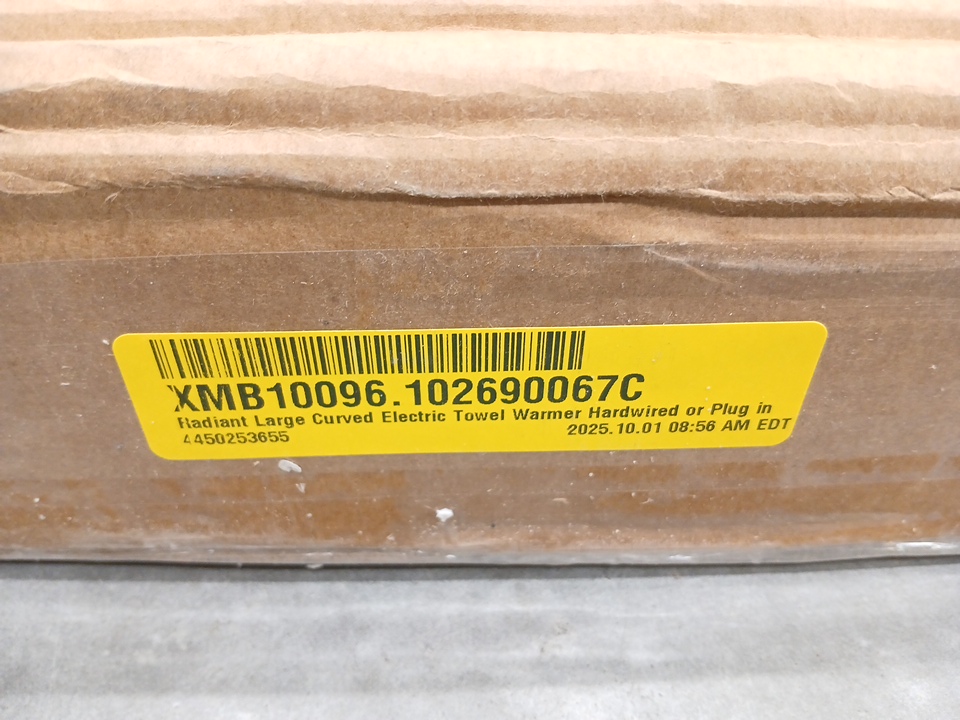 XMB10096.102690067C
Radiant Large Curved Electric Towel Warmer Hardwired or Plug in
4450253655 2025.10.01 08:56 AM EDT